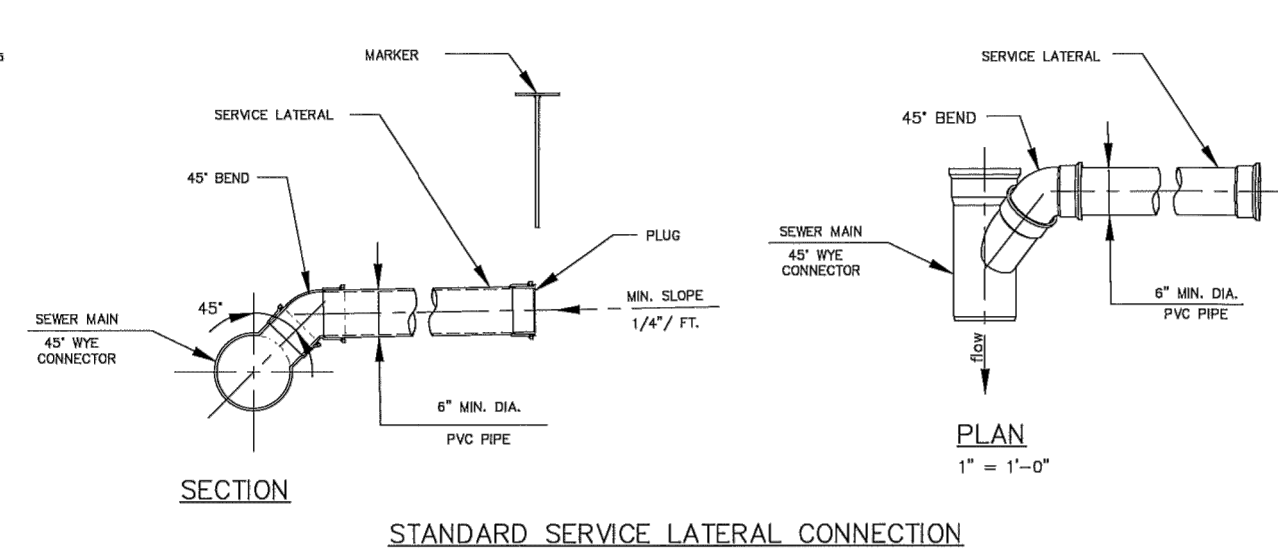 MARKER
SERVICE LATERAL
45° BEND
PLUG
45°
SEWER MAIN
45° WYE
CONNECTOR
MIN. SLOPE
1/4"/ FT.
6" MIN. DIA.
PVC PIPE
SECTION
SERVICE LATERAL
45° BEND
SEWER MAIN
45° WYE
CONNECTOR
6" MIN. DIA.
PVC PIPE
flow
PLAN
1" = 1'-0"
STANDARD SERVICE LATERAL CONNECTION